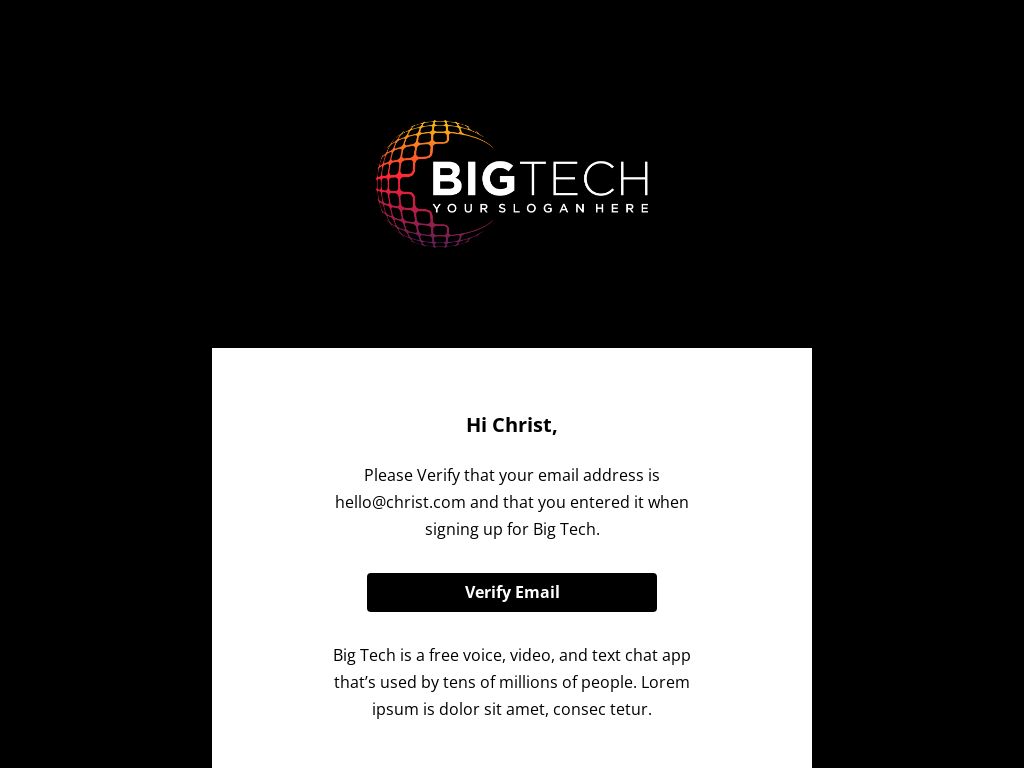 BIGTECH
YOUR SLOGAN HERE
Hi Christ,
Please Verify that your email address is
hello@christ.com and that you entered it when
signing up for Big Tech.
Verify Email
Big Tech is a free voice, video, and text chat app
that’s used by tens of millions of people. Lorem
ipsum is dolor sit amet, consec tetur.